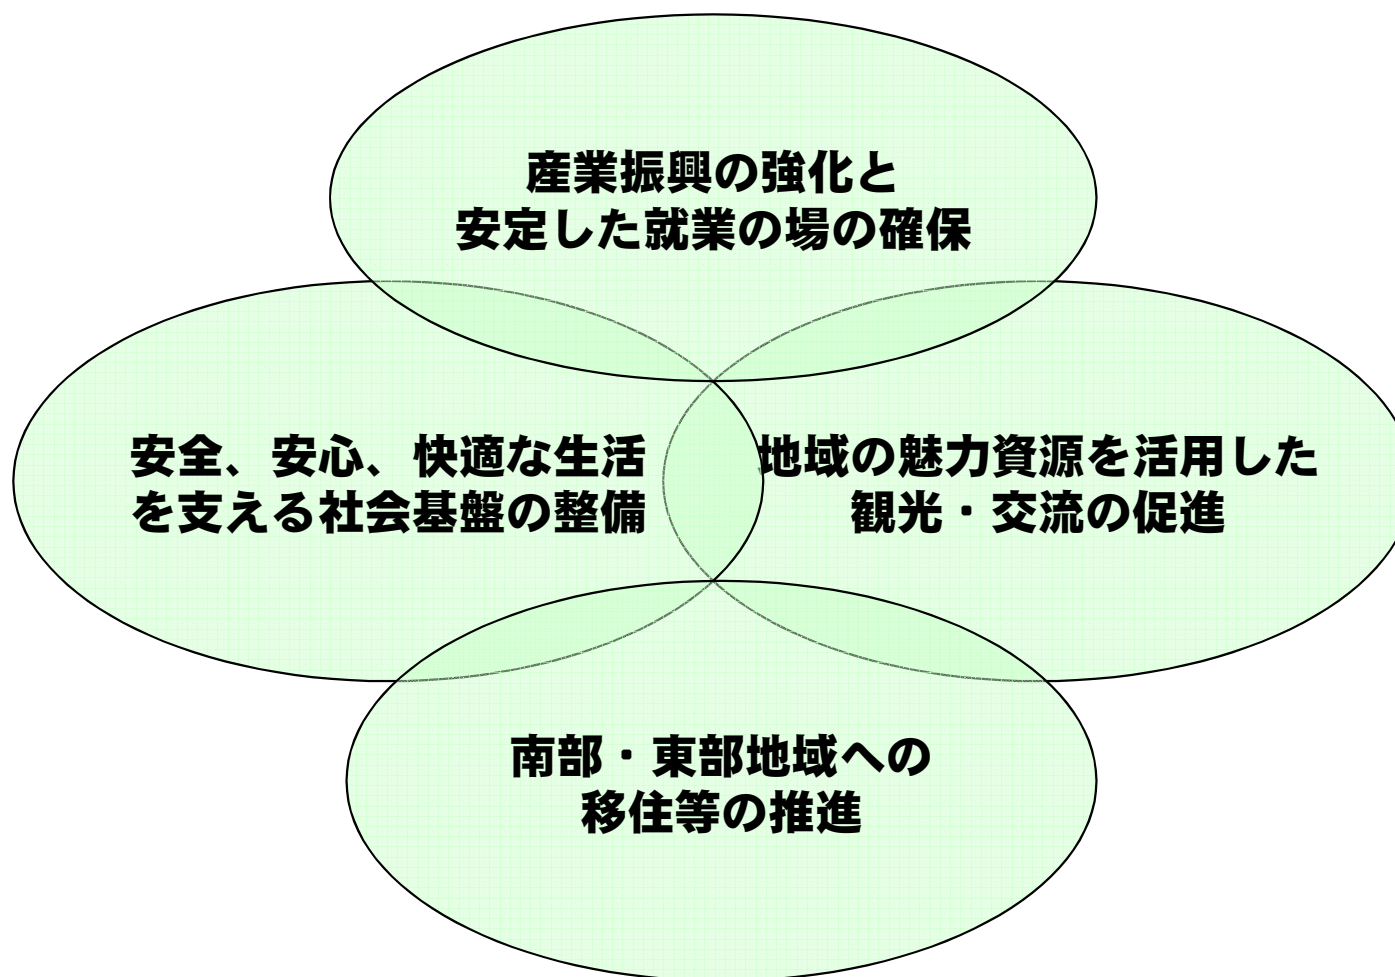 産業振興の強化と
安定した就業の場の確保
安全、安心、快適な生活
を支える社会基盤の整備
地域の魅力資源を活用した
観光・交流の促進
南部・東部地域への
移住等の推進